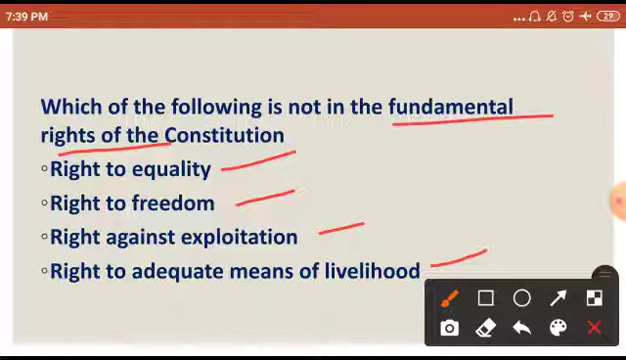 7:39 PM
29
Which of the following is not in the fundamental
rights of the Constitution
◦Right to equality
◦Right to freedom
◦Right against exploitation
◦Right to adequate means of livelihood